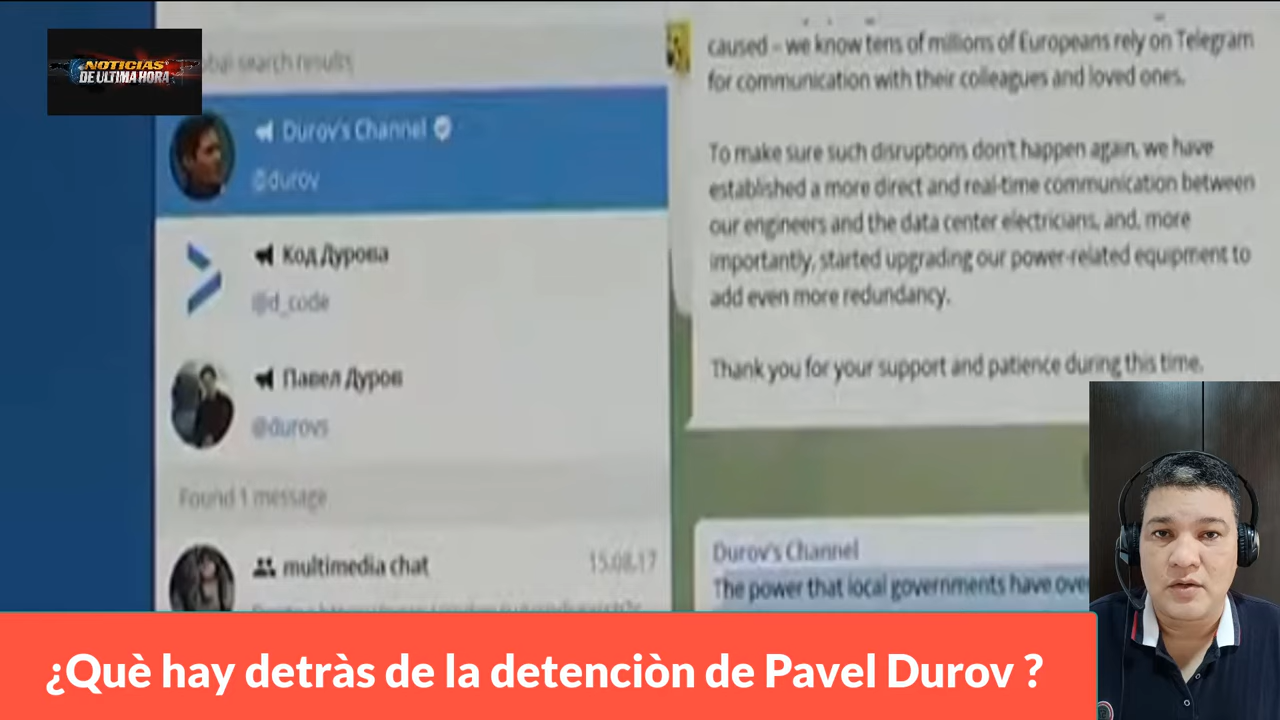 NOTICIAS
DE ULTIMA HORA
search results
Durov's Channel
@durov
Код Дурова
@d_code
Павел Дуров
@durovs
Found 1 message
multimedia chat
15.08.17
caused – we know tens of millions of Europeans rely on Telegram
for communication with their colleagues and loved ones.
To make sure such disruptions don't happen again, we have
established a more direct and real-time communication between
our engineers and the data center electricians, and, more
importantly, started upgrading our power-related equipment to
add even more redundancy.
Thank you for your support and patience during this time.
Durov's Channel
The power that local governments have
¿Què hay detràs de la detenciòn de Pavel Durov ?